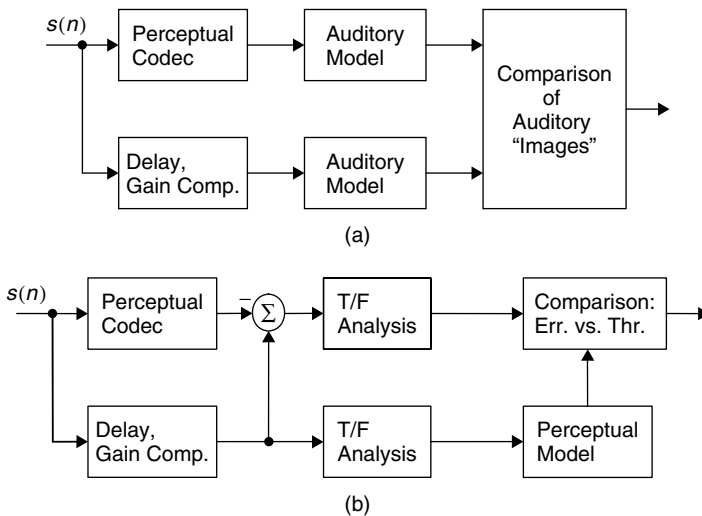 s(n)
Perceptual
Codec
Auditory
Model
Comparison
of
Auditory
“Images”
Delay,
Gain Comp.
Auditory
Model
(a)
s(n)
Perceptual
Codec
−
Σ
T/F
Analysis
Comparison:
Err. vs. Thr.
Delay,
Gain Comp.
T/F
Analysis
Perceptual
Model
(b)